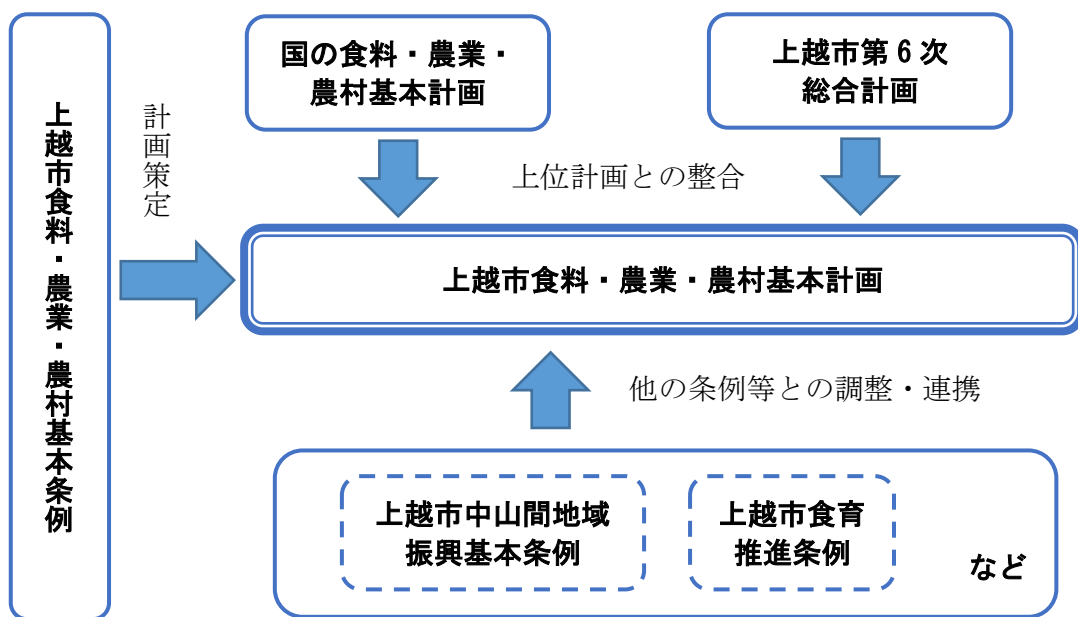 上越市食料・農業・農村基本条例
計画策定
国の食料・農業・
農村基本計画
上越市第6次
総合計画
上位計画との整合
上越市食料・農業・農村基本計画
他の条例等との調整・連携
上越市中山間地域
振興基本条例
上越市食育
推進条例
など